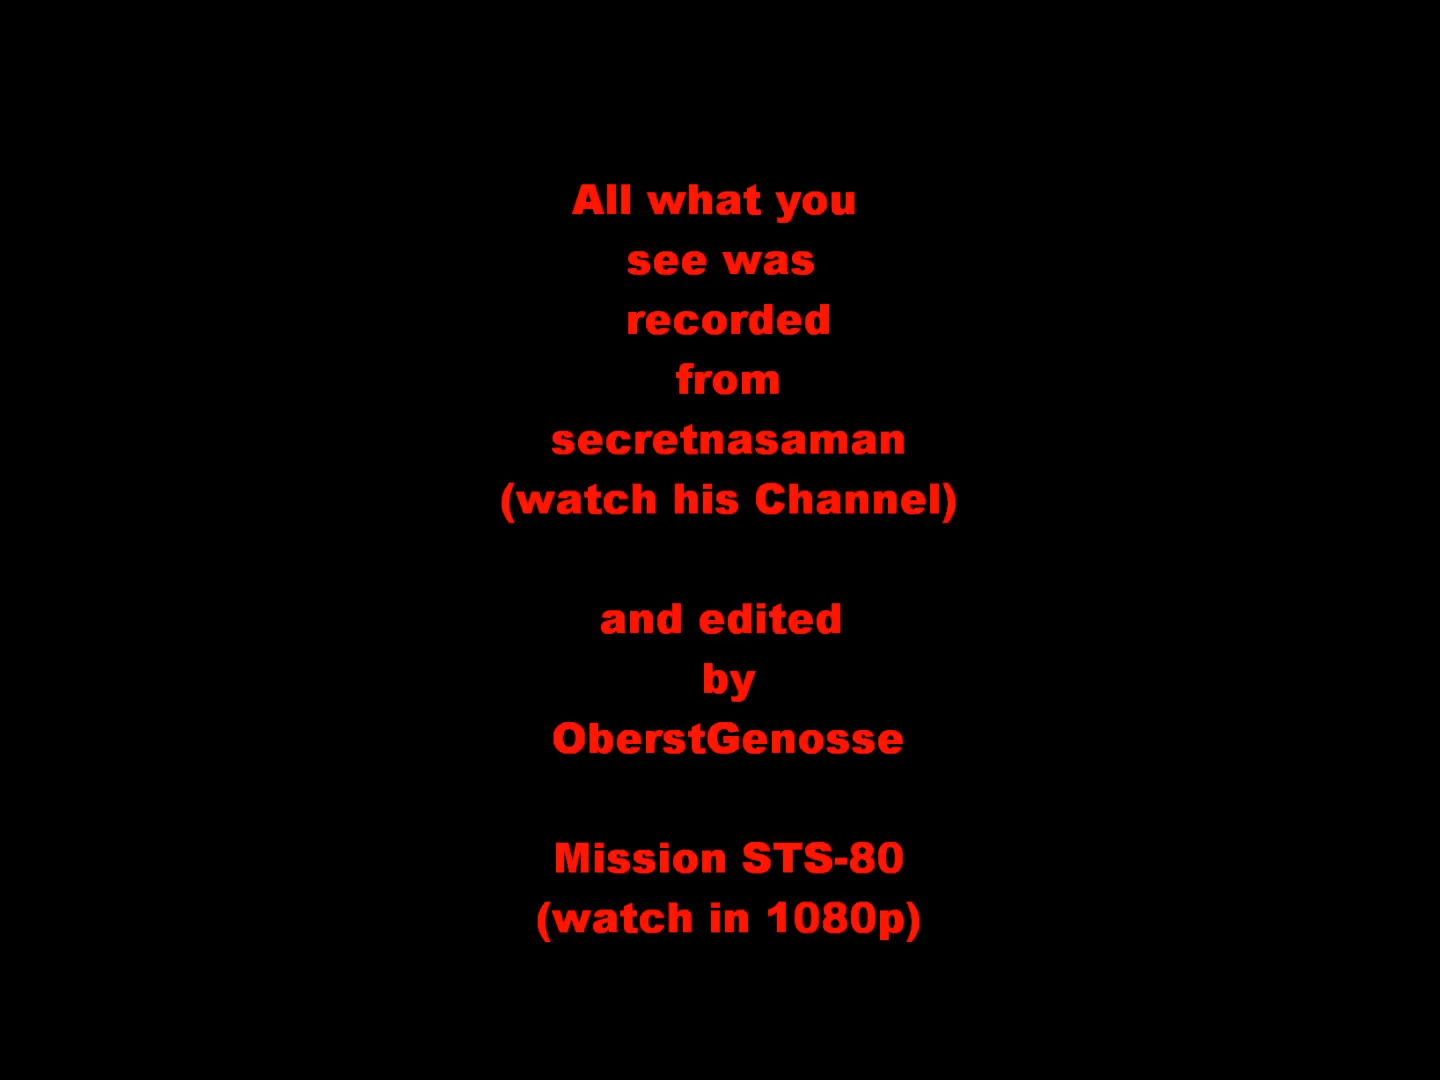 All what you
see was
recorded
from
secretnasaman
(watch his Channel)
and edited
by
OberstGenosse
Mission STS-80
(watch in 1080p)